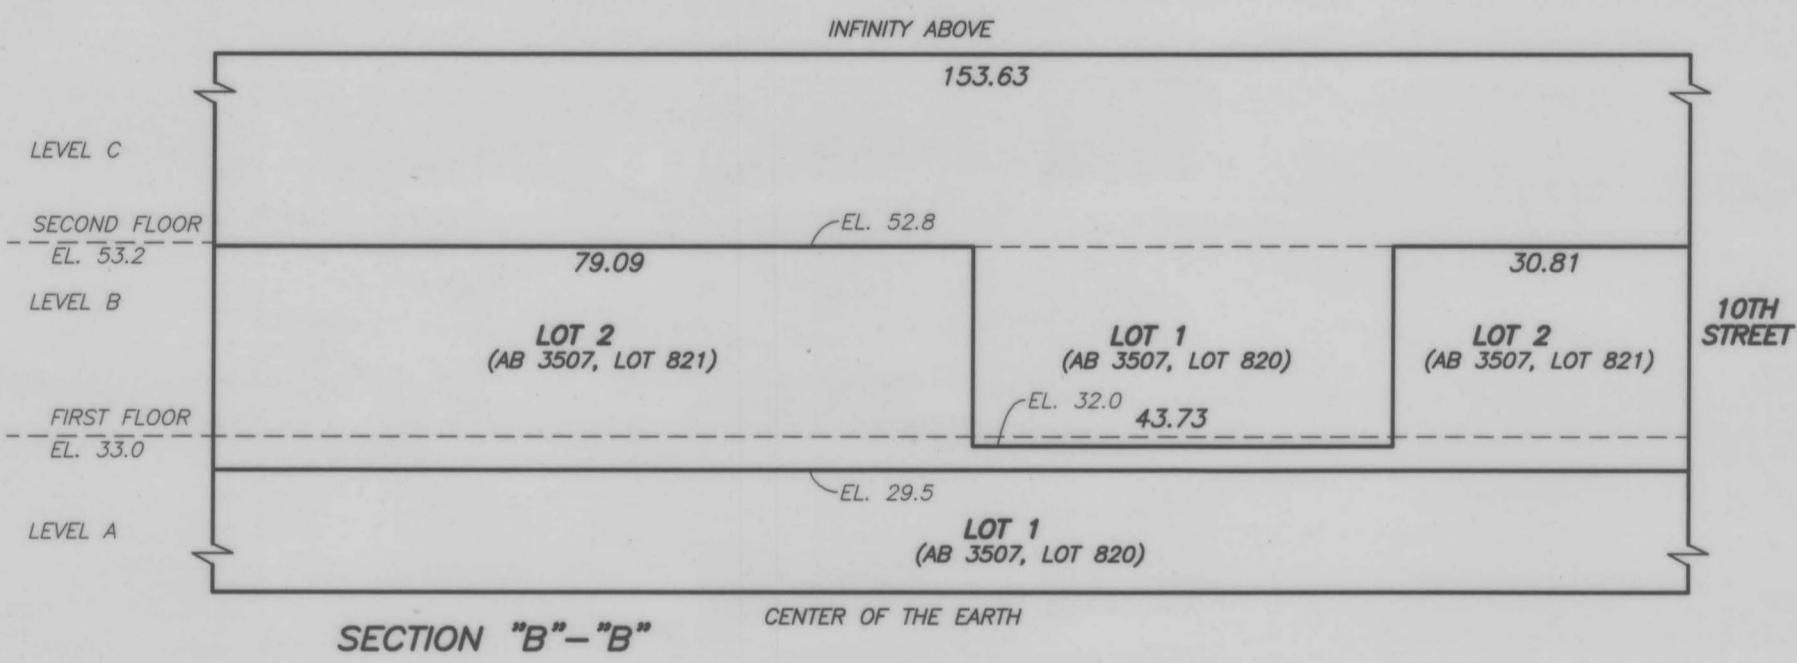 INFINITY ABOVE
153.63
LEVEL C
SECOND FLOOR
EL. 53.2
EL. 52.8
79.09
30.81
LEVEL B
LOT 2
(AB 3507, LOT 821)
LOT 1
(AB 3507, LOT 820)
LOT 2
(AB 3507, LOT 821)
10TH
STREET
FIRST FLOOR
EL. 33.0
EL. 32.0
43.73
EL. 29.5
LEVEL A
LOT 1
(AB 3507, LOT 820)
CENTER OF THE EARTH
SECTION "B"-"B"